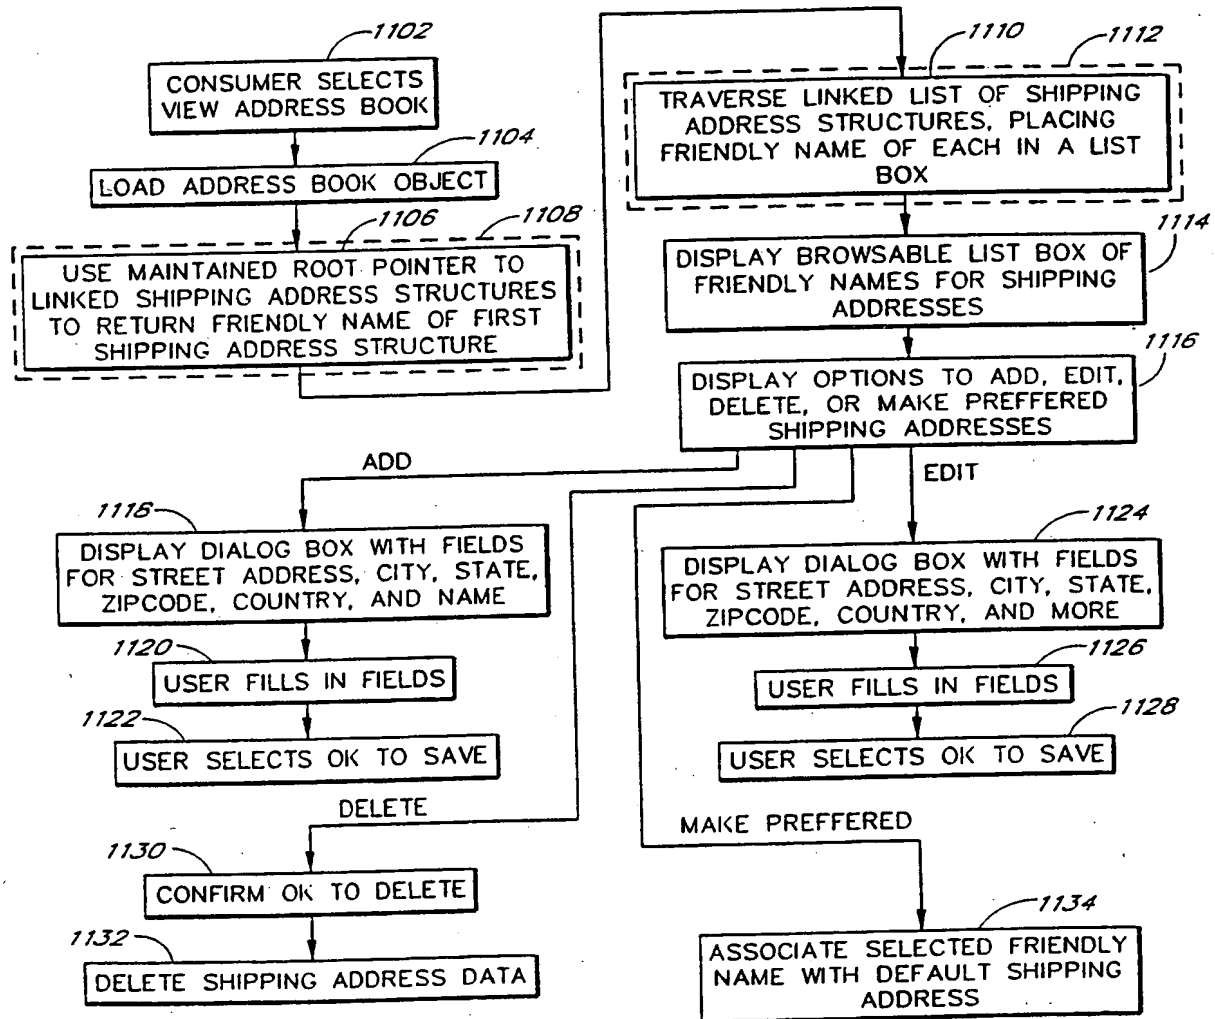 1102
CONSUMER SELECTS
VIEW ADDRESS BOOK
1104
LOAD ADDRESS BOOK OBJECT
1106
1108
USE MAINTAINED ROOT POINTER TO
LINKED SHIPPING ADDRESS STRUCTURES
TO RETURN FRIENDLY NAME OF FIRST
SHIPPING ADDRESS STRUCTURE
1110
1112
TRAVERSE LINKED LIST OF SHIPPING
ADDRESS STRUCTURES, PLACING
FRIENDLY NAME OF EACH IN A LIST
BOX
1114
DISPLAY BROWSABLE LIST BOX OF
FRIENDLY NAMES FOR SHIPPING
ADDRESSES
1116
DISPLAY OPTIONS TO ADD, EDIT,
DELETE, OR MAKE PREFFERED
SHIPPING ADDRESSES
ADD
EDIT
1118
DISPLAY DIALOG BOX WITH FIELDS
FOR STREET ADDRESS, CITY, STATE,
ZIPCODE, COUNTRY, AND NAME
1120
USER FILLS IN FIELDS
1122
USER SELECTS OK TO SAVE
1124
DISPLAY DIALOG BOX WITH FIELDS
FOR STREET ADDRESS, CITY, STATE,
ZIPCODE, COUNTRY, AND MORE
1126
USER FILLS IN FIELDS
1128
USER SELECTS OK TO SAVE
DELETE
1130
CONFIRM OK TO DELETE
1132
DELETE SHIPPING ADDRESS DATA
MAKE PREFFERED
1134
ASSOCIATE SELECTED FRIENDLY
NAME WITH DEFAULT SHIPPING
ADDRESS